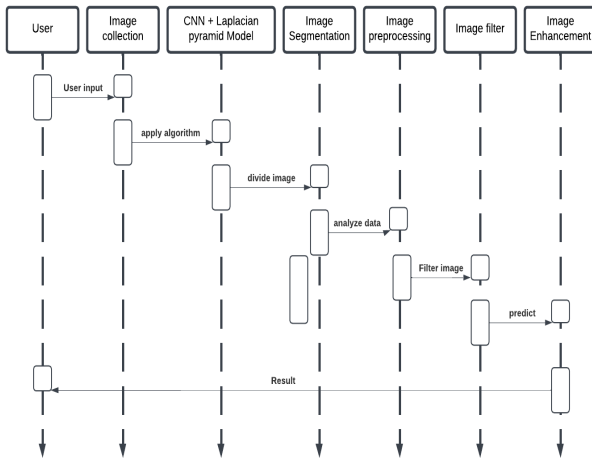 User
Image
collection
CNN + Laplacian
pyramid Model
Image
Segmentation
Image
preprocessing
Image filter
Image
Enhancement
User input
apply algorithm
divide image
analyze data
Filter image
predict
Result